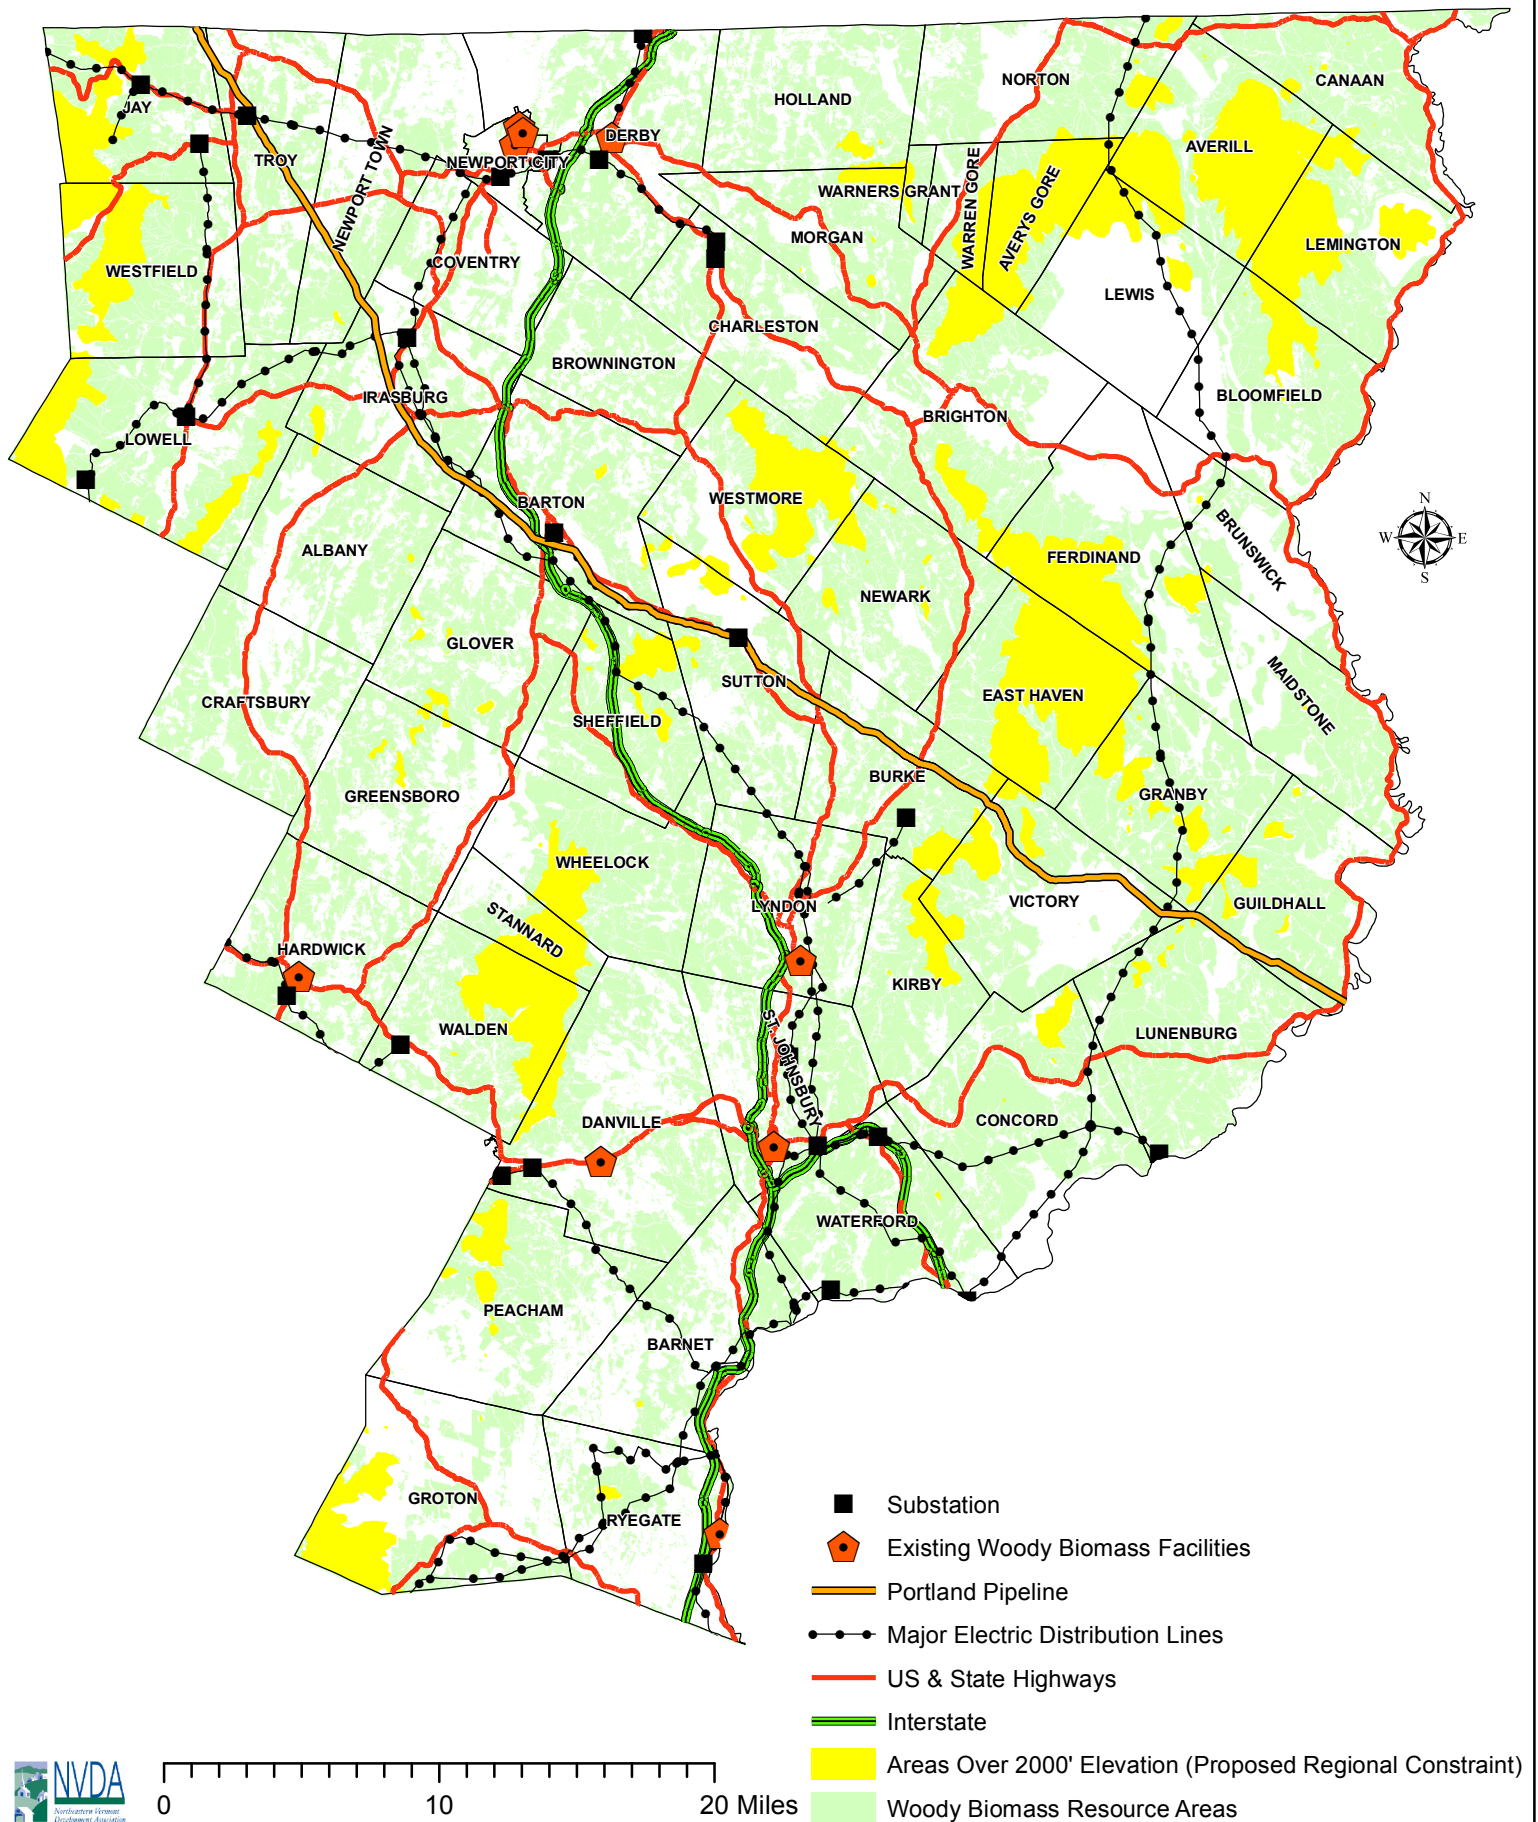 NORTON
CANAAN
HOLLAND
JAY
DERBY
AVERILL
TROY
NEWPORT CITY
NEWPORT TOWN
WARNERS GRANT
WARREN GORE
AVERYS GORE
MORGAN
LEMINGTON
COVENTRY
WESTFIELD
LEWIS
CHARLESTON
BROWNINGTON
BLOOMFIELD
IRASBURG
BRIGHTON
LOWELL
WESTMORE
BARTON
BRUNSWICK
ALBANY
FERDINAND
NEWARK
GLOVER
MAIDSTONE
SUTTON
EAST HAVEN
CRAFTSBURY
SHEFFIELD
BURKE
GRANBY
GREENSBORO
WHEELOCK
VICTORY
GUILDHALL
LYNDON
STANNARD
HARDWICK
KIRBY
WALDEN
LUNENBURG
ST. JOHNSBURY
DANVILLE
CONCORD
WATERFORD
PEACHAM
BARNET
GROTON
RYEGATE
N
W E
S
Substation
Existing Woody Biomass Facilities
Portland Pipeline
Major Electric Distribution Lines
US & State Highways
Interstate
Areas Over 2000' Elevation (Proposed Regional Constraint)
Woody Biomass Resource Areas
NVDA
Northeastern Vermont
Development Association
0 10 20 Miles